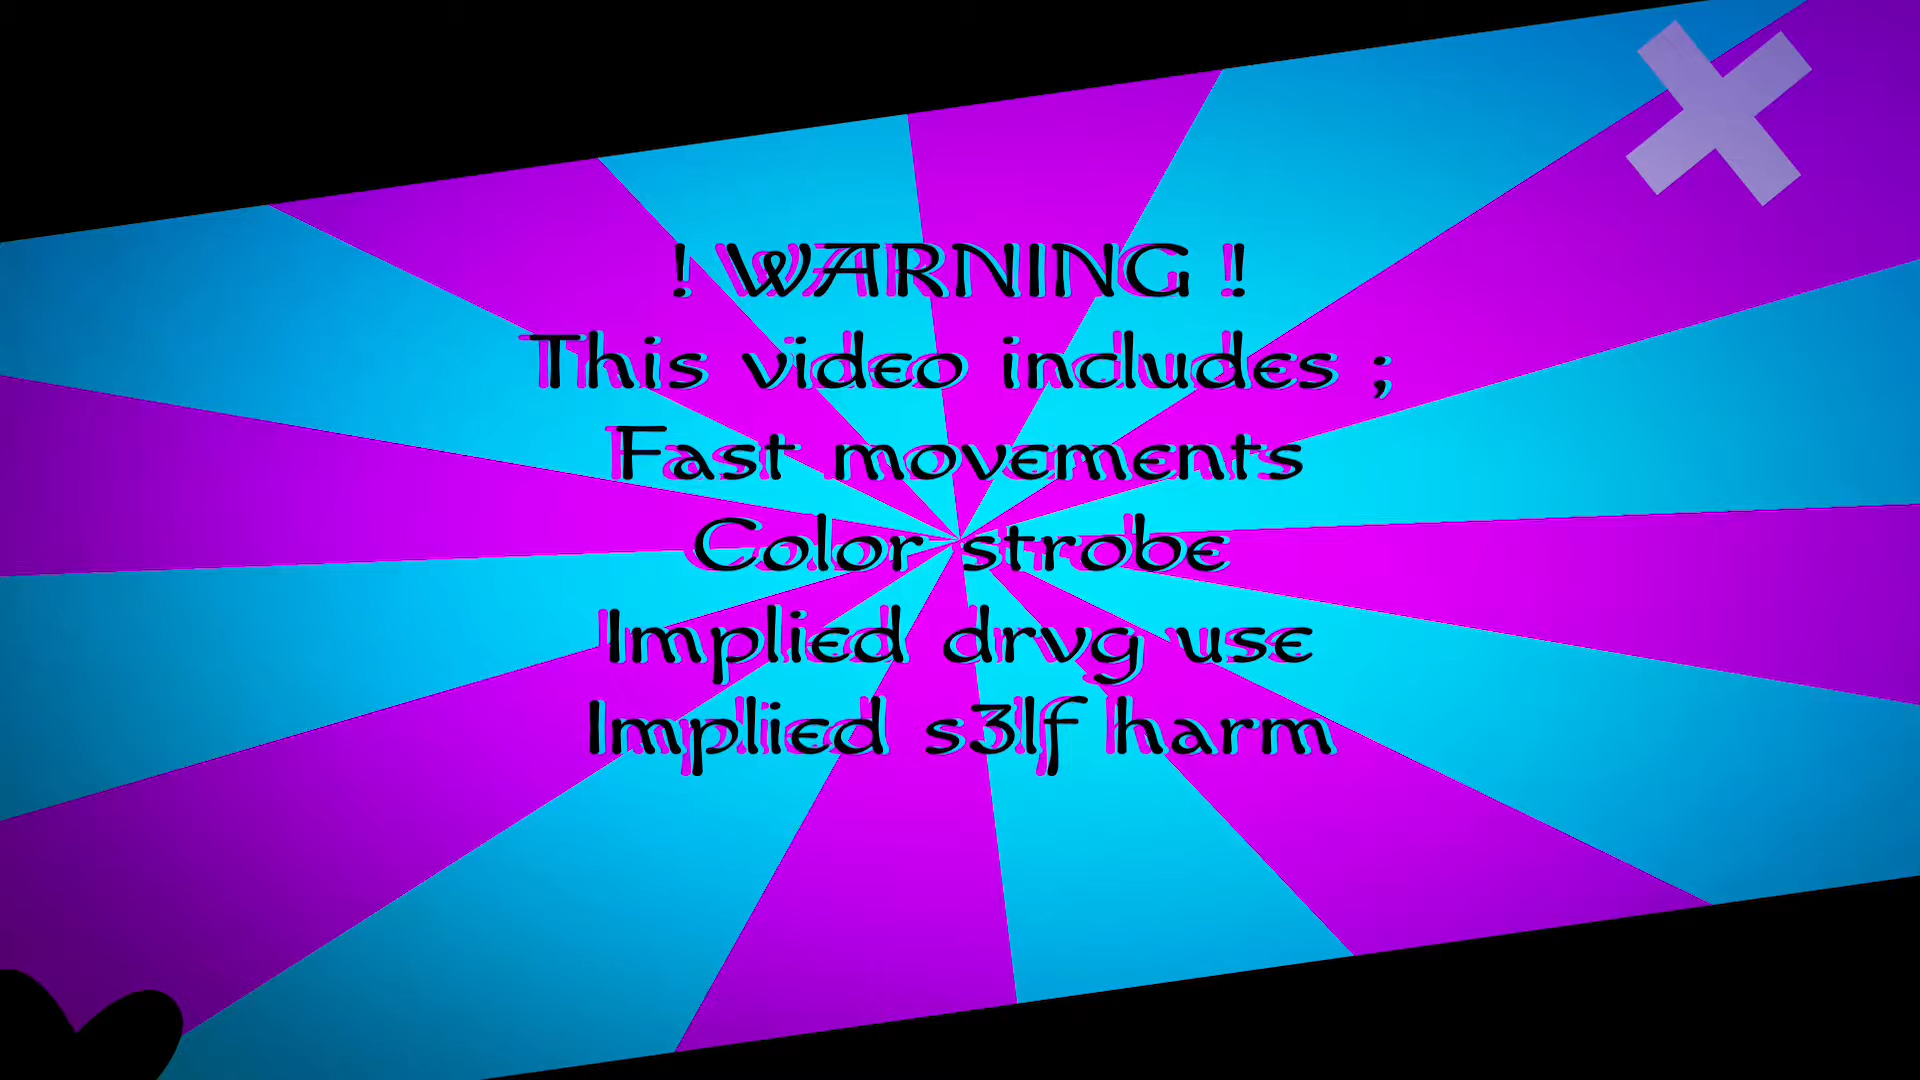 ! WARNING !
This video includes ;
Fast movements
Color strobe
Implied drvg use
Implied s3lf harm